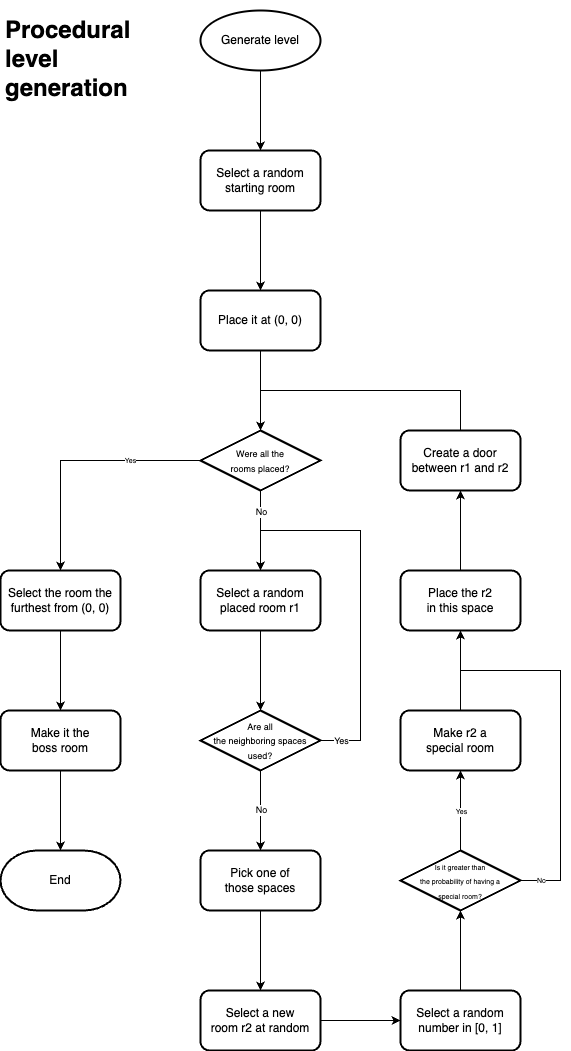 Procedural
level
generation
Generate level
Select a random
starting room
Place it at (0, 0)
Were all the
rooms placed?
Yes
No
Create a door
between r1 and r2
Select the room the
furthest from (0, 0)
Select a random
placed room r1
Place the r2
in this space
Make it the
boss room
Are all
the neighboring spaces
used?
Yes
No
Make r2 a
special room
Yes
End
Pick one of
those spaces
Is it greater than
the probability of having a
special room?
No
Select a new
room r2 at random
Select a random
number in [0, 1]